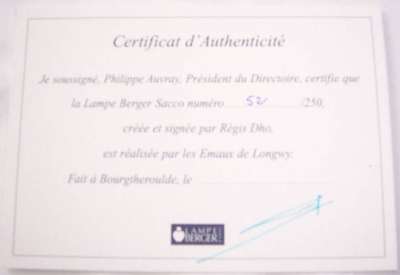 Certificat d'Authenticité
Je soussigné, Philippe Auvray, Président du Directoire, certifie que
la Lampe Berger Sacco numéro 52 /250,
créée et signée par Régis Dho,
est réalisée par les Emaux de Longwy.
Fait à Bourgtheroulde, le
LAMPE
BERGER